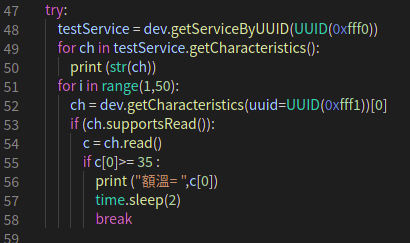 47 try:
48 testService = dev.getServiceByUUID(UUID(0xfff0))
49 for ch in testService.getCharacteristics():
50 print (str(ch))
51 for i in range(1,50):
52 ch = dev.getCharacteristics(uuid=UUID(0xfff1))[0]
53 if (ch.supportsRead()):
54 c = ch.read()
55 if c[0]>= 35 :
56 print ("額溫= ",c[0])
57 time.sleep(2)
58 break
59